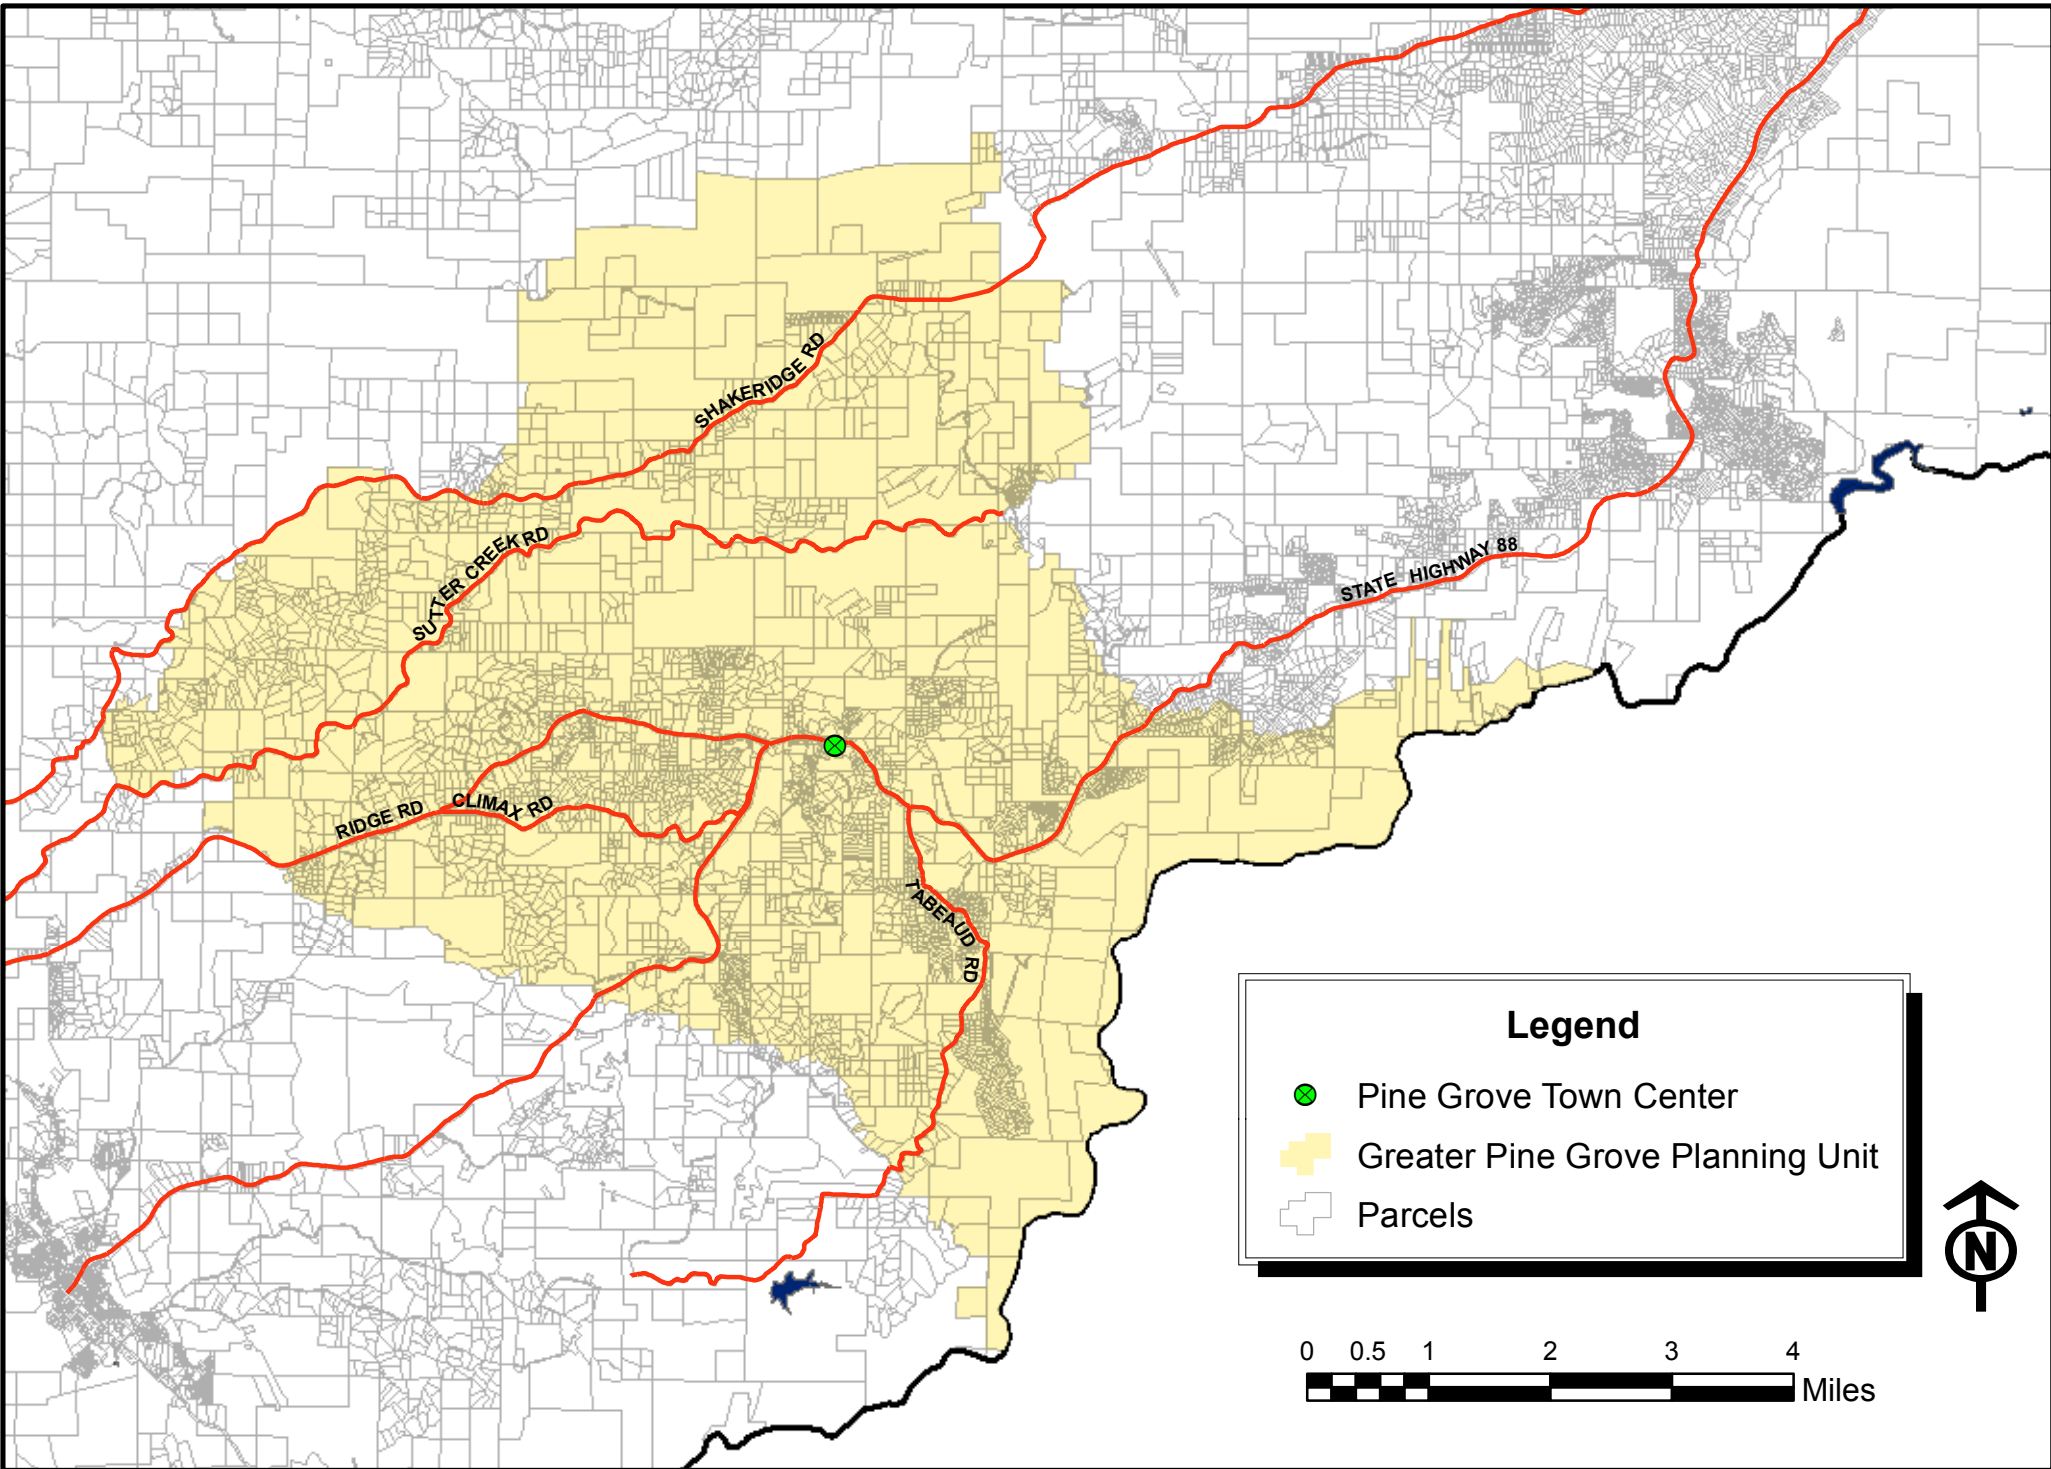 SHAKERIDGE RD
SUTTER CREEK RD
STATE HIGHWAY 88
RIDGE RD
CLIMAX RD
TABEAUD RD
Legend
Pine Grove Town Center
Greater Pine Grove Planning Unit
Parcels
N
0 0.5 1 2 3 4
Miles